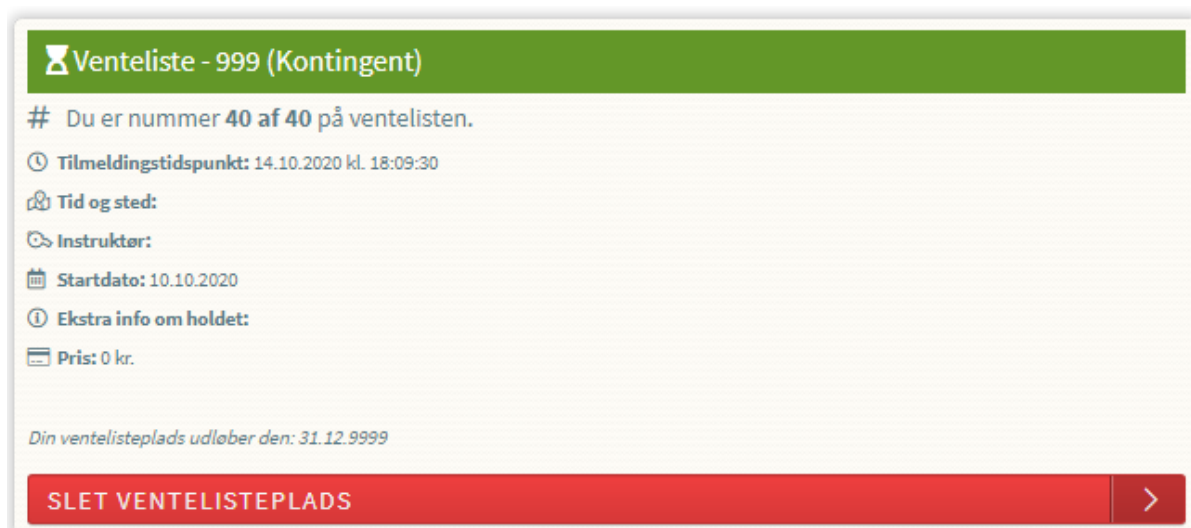 Venteliste - 999 (Kontingent)
# Du er nummer 40 af 40 på ventelisten.
Tilmeldingstidspunkt: 14.10.2020 kl. 18:09:30
Tid og sted:
Instruktør:
Startdato: 10.10.2020
Ekstra info om holdet:
Pris: 0 kr.
Din ventelisteplads udløber den: 31.12.9999
SLET VENTELISTEPLADS